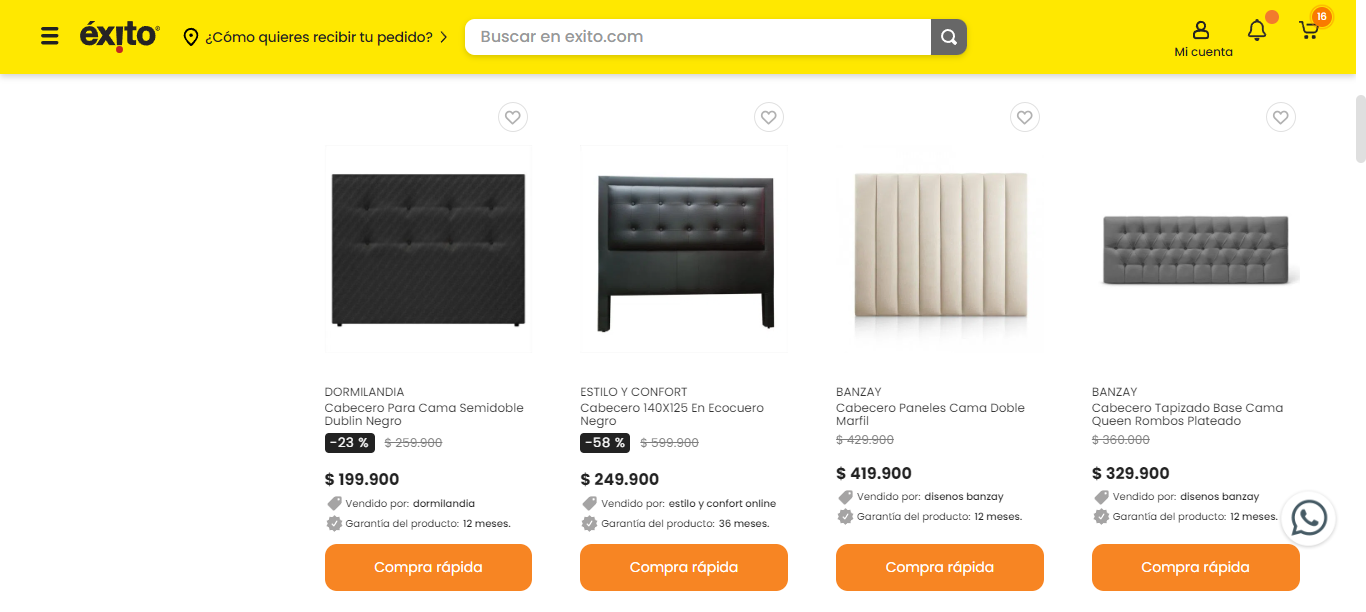 éxito
¿Cómo quieres recibir tu pedido?
Buscar en exito.com
Mi cuenta
16
DORMILANDIA
Cabecero Para Cama Semidoble
Dublin Negro
-23 % $ 259.900
$ 199.900
Vendido por: dormilandia
Garantía del producto: 12 meses.
Compra rápida
ESTILO Y CONFORT
Cabecero 140X125 En Ecocuero
Negro
-58 % $ 599.900
$ 249.900
Vendido por: estilo y confort online
Garantía del producto: 36 meses.
Compra rápida
BANZAY
Cabecero Paneles Cama Doble
Marfil
$ 429.900
$ 419.900
Vendido por: disenos banzay
Garantía del producto: 12 meses.
Compra rápida
BANZAY
Cabecero Tapizado Base Cama
Queen Rombos Plateado
$ 360.000
$ 329.900
Vendido por: disenos banzay
Garantía del producto: 12 meses.
Compra rápida